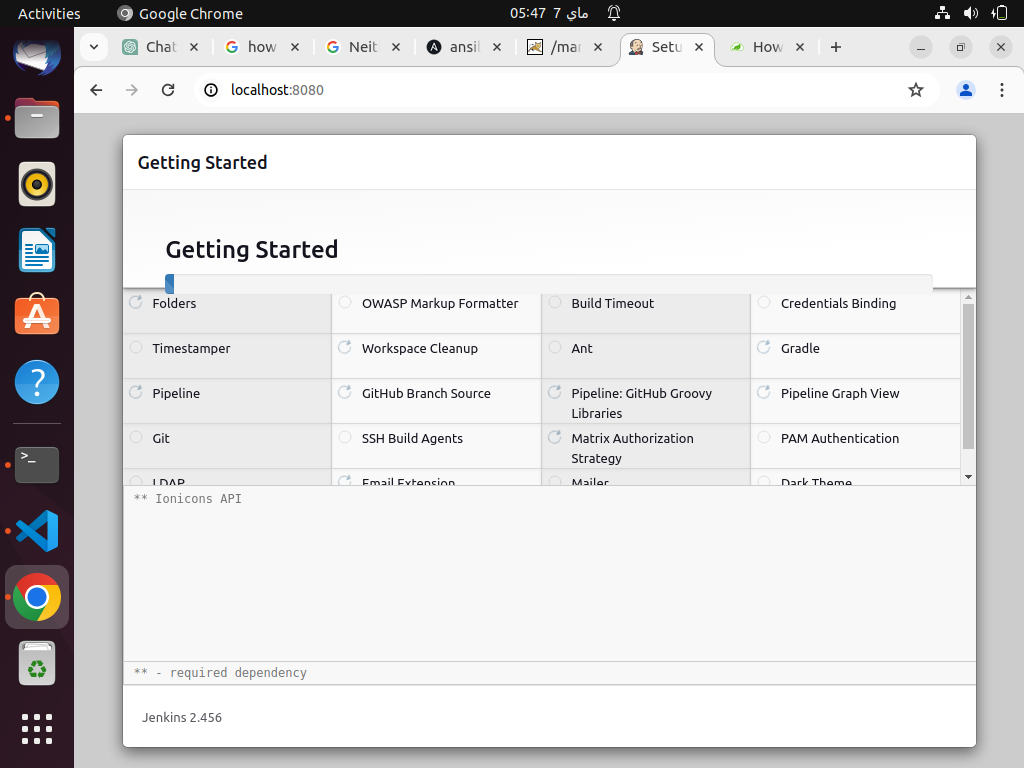 Activities
Google Chrome
05:47 7 ماي
Chat
how
Neit
ansil
/mar
Setu
How
localhost:8080
Getting Started
Getting Started
Folders
OWASP Markup Formatter
Build Timeout
Credentials Binding
Timestamper
Workspace Cleanup
Ant
Gradle
Pipeline
GitHub Branch Source
Pipeline: GitHub Groovy
Libraries
Pipeline Graph View
Git
SSH Build Agents
Matrix Authorization
Strategy
PAM Authentication
LDAP
Email Extension
Mailer
Dark Theme
** Ionicons API
** - required dependency
Jenkins 2.456